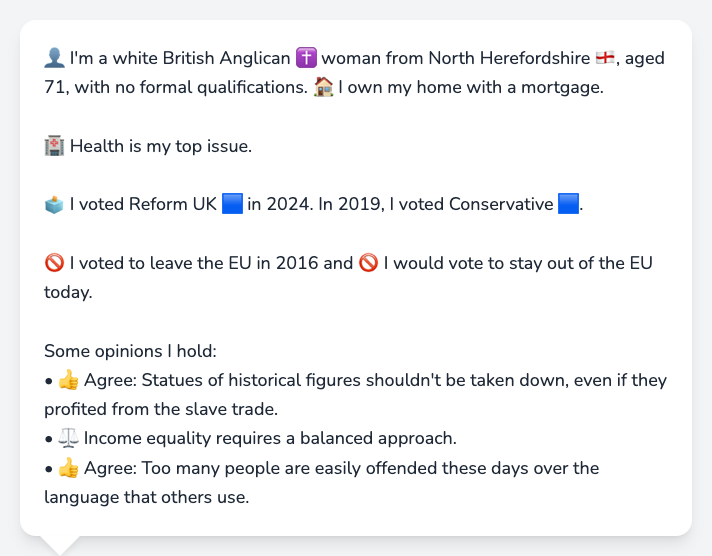 👤 I'm a white British Anglican ✝️ woman from North Herefordshire 🏴󠁧󠁢󠁥󠁮󠁧󠁿, aged
71, with no formal qualifications. 🏠 I own my home with a mortgage.
🏥 Health is my top issue.
🗳️ I voted Reform UK 🟦 in 2024. In 2019, I voted Conservative 🟦.
🚫 I voted to leave the EU in 2016 and 🚫 I would vote to stay out of the EU
today.
Some opinions I hold:
• 👍 Agree: Statues of historical figures shouldn't be taken down, even if they
profited from the slave trade.
• ⚖️ Income equality requires a balanced approach.
• 👍 Agree: Too many people are easily offended these days over the
language that others use.